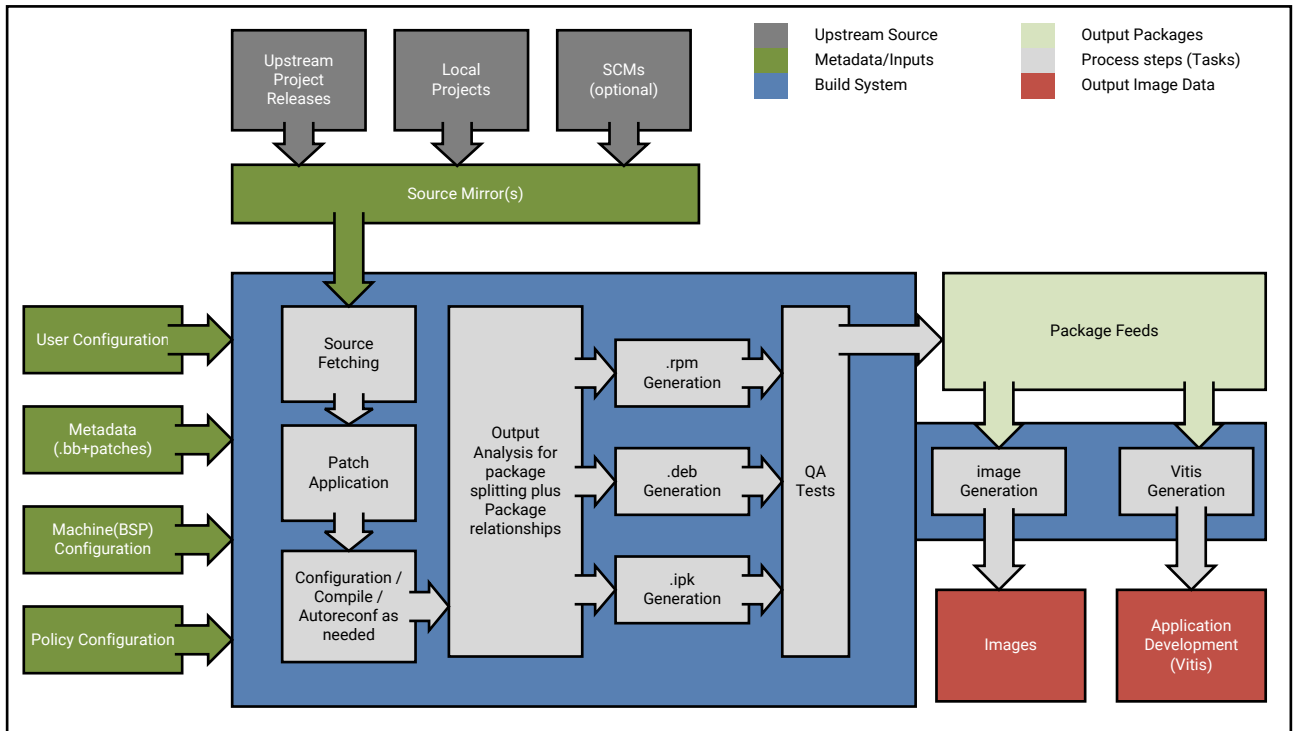 Upstream
Project
Releases
Local
Projects
SCMs
(optional)
Upstream Source
Metadata/Inputs
Build System
Output Packages
Process steps (Tasks)
Output Image Data
Source Mirror(s)
User Configuration
Metadata
(.bb+patches)
Machine(BSP)
Configuration
Policy Configuration
Source
Fetching
Patch
Application
Configuration /
Compile /
Autoreconf as
needed
Output
Analysis for
package
splitting plus
Package
relationships
.rpm
Generation
.deb
Generation
.ipk
Generation
QA
Tests
Package Feeds
image
Generation
Vitis
Generation
Images
Application
Development
(Vitis)